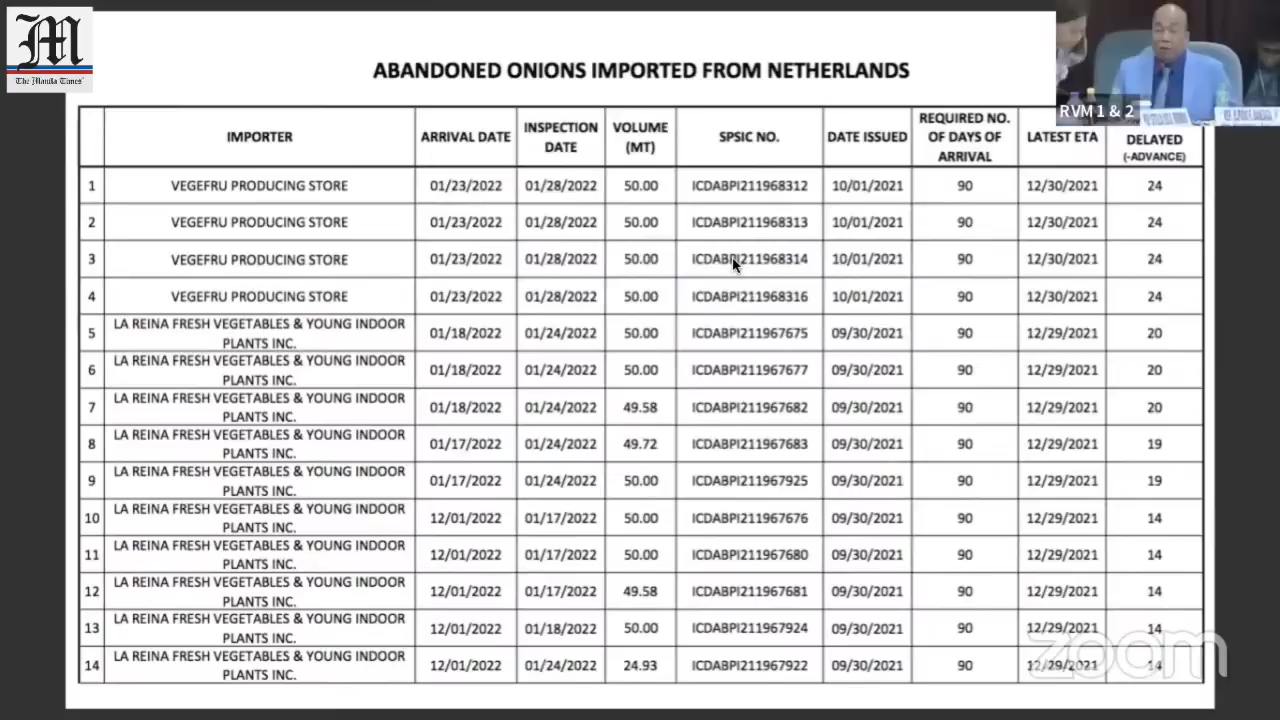 M
The Manila Times
RVM 1 & 2
ABANDONED ONIONS IMPORTED FROM NETHERLANDS
IMPORTER ARRIVAL DATE INSPECTION DATE VOLUME (MT) SPSIC NO. DATE ISSUED REQUIRED NO. OF DAYS OF ARRIVAL LATEST ETA DELAYED (-ADVANCE)
1 VEGEFRU PRODUCING STORE 01/23/2022 01/28/2022 50.00 ICDABPI211968312 10/01/2021 90 12/30/2021 24
2 VEGEFRU PRODUCING STORE 01/23/2022 01/28/2022 50.00 ICDABPI211968313 10/01/2021 90 12/30/2021 24
3 VEGEFRU PRODUCING STORE 01/23/2022 01/28/2022 50.00 ICDABPI211968314 10/01/2021 90 12/30/2021 24
4 VEGEFRU PRODUCING STORE 01/23/2022 01/28/2022 50.00 ICDABPI211968316 10/01/2021 90 12/30/2021 24
5 LA REINA FRESH VEGETABLES & YOUNG INDOOR PLANTS INC. 01/18/2022 01/24/2022 50.00 ICDABPI211967675 09/30/2021 90 12/29/2021 20
6 LA REINA FRESH VEGETABLES & YOUNG INDOOR PLANTS INC. 01/18/2022 01/24/2022 50.00 ICDABPI211967677 09/30/2021 90 12/29/2021 20
7 LA REINA FRESH VEGETABLES & YOUNG INDOOR PLANTS INC. 01/18/2022 01/24/2022 49.58 ICDABPI211967682 09/30/2021 90 12/29/2021 20
8 LA REINA FRESH VEGETABLES & YOUNG INDOOR PLANTS INC. 01/17/2022 01/24/2022 49.72 ICDABPI211967683 09/30/2021 90 12/29/2021 19
9 LA REINA FRESH VEGETABLES & YOUNG INDOOR PLANTS INC. 01/17/2022 01/24/2022 50.00 ICDABPI211967925 09/30/2021 90 12/29/2021 19
10 LA REINA FRESH VEGETABLES & YOUNG INDOOR PLANTS INC. 12/01/2022 01/17/2022 50.00 ICDABPI211967676 09/30/2021 90 12/29/2021 14
11 LA REINA FRESH VEGETABLES & YOUNG INDOOR PLANTS INC. 12/01/2022 01/17/2022 50.00 ICDABPI211967680 09/30/2021 90 12/29/2021 14
12 LA REINA FRESH VEGETABLES & YOUNG INDOOR PLANTS INC. 12/01/2022 01/17/2022 49.58 ICDABPI211967681 09/30/2021 90 12/29/2021 14
13 LA REINA FRESH VEGETABLES & YOUNG INDOOR PLANTS INC. 12/01/2022 01/18/2022 50.00 ICDABPI211967924 09/30/2021 90 12/29/2021 14
14 LA REINA FRESH VEGETABLES & YOUNG INDOOR PLANTS INC. 12/01/2022 01/24/2022 24.93 ICDABPI211967922 09/30/2021 90 12/29/2021 14
zoom